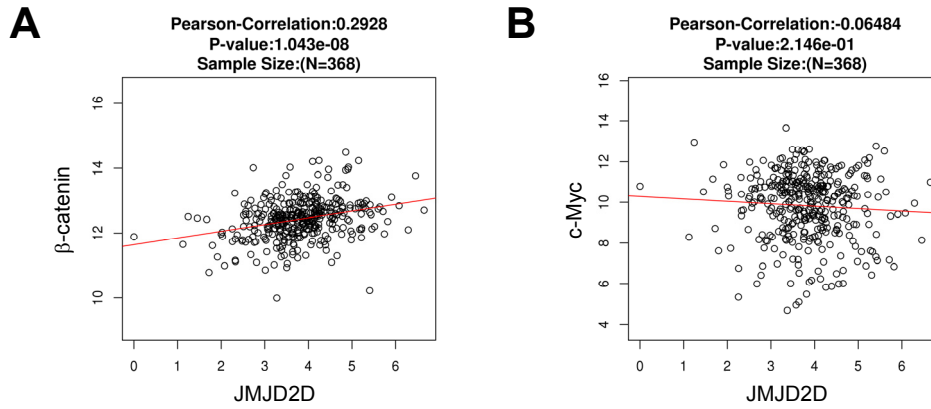 A
Pearson-Correlation:0.2928
P-value:1.043e-08
Sample Size:(N=368)
β-catenin
16
14
12
10
0 1 2 3 4 5 6
JMJD2D
B
Pearson-Correlation:-0.06484
P-value:2.146e-01
Sample Size:(N=368)
c-Myc
16
14
12
10
8
6
4
0 1 2 3 4 5 6
JMJD2D